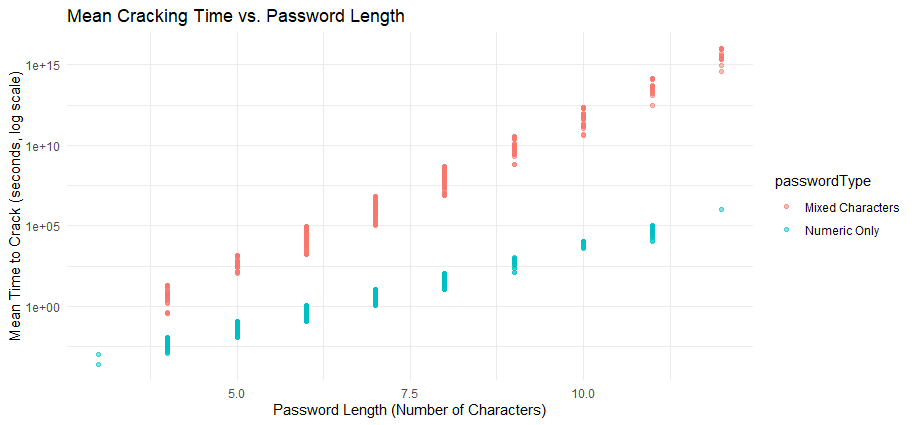 Mean Cracking Time vs. Password Length
Mean Time to Crack (seconds, log scale)
1e+15
1e+10
1e+05
1e+00
5.0
7.5
10.0
Password Length (Number of Characters)
passwordType
Mixed Characters
Numeric Only